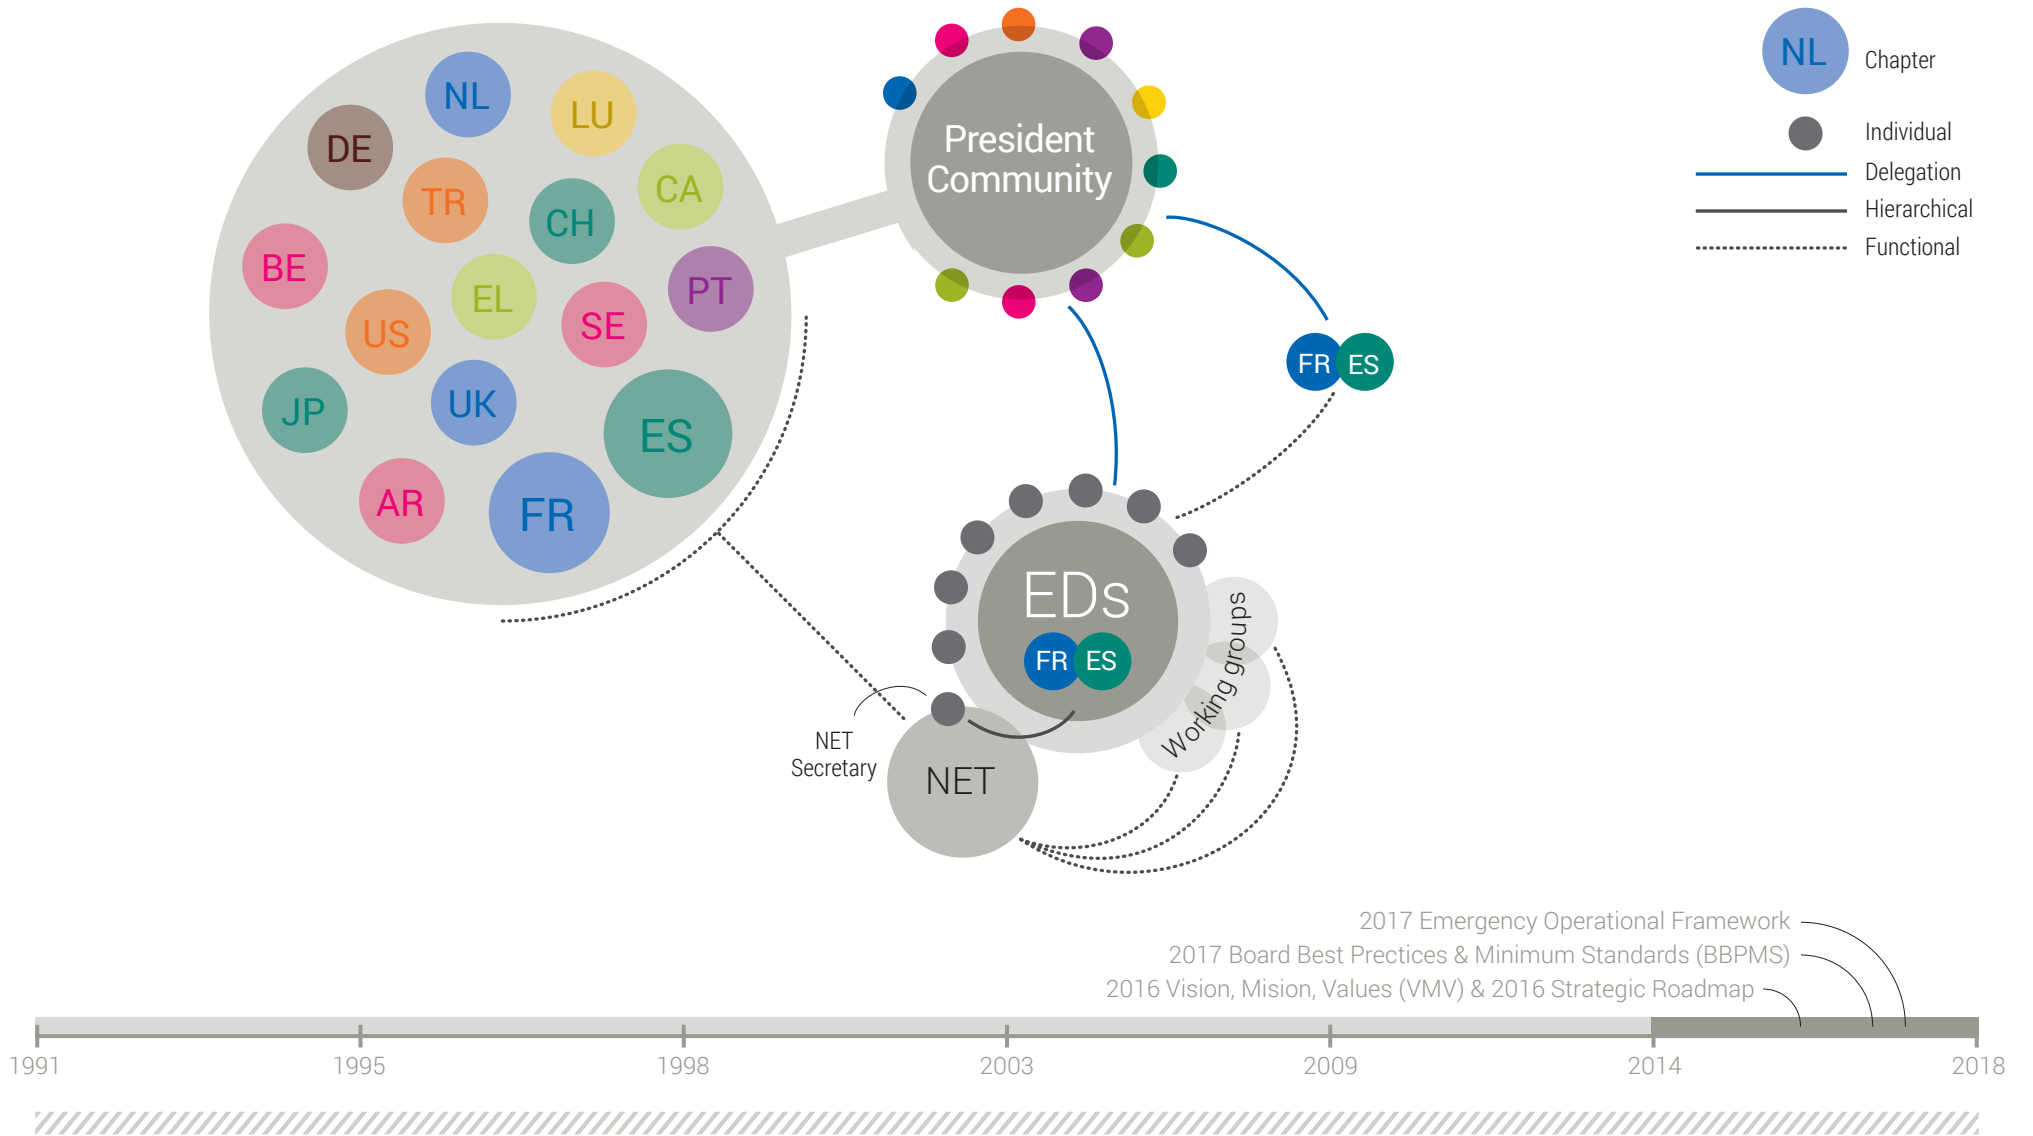 NL
LU
DE
TR
CH
CA
BE
EL
SE
PT
US
JP
UK
ES
AR
FR
President
Community
NL
Chapter
Individual
Delegation
Hierarchical
Functional
FR ES
EDs
FR ES
Working groups
NET
Secretary
NET
2017 Emergency Operational Framework
2017 Board Best Prectices & Minimum Standards (BBPMS)
2016 Vision, Mision, Values (VMV) & 2016 Strategic Roadmap
1991 1995 1998 2003 2009 2014 2018